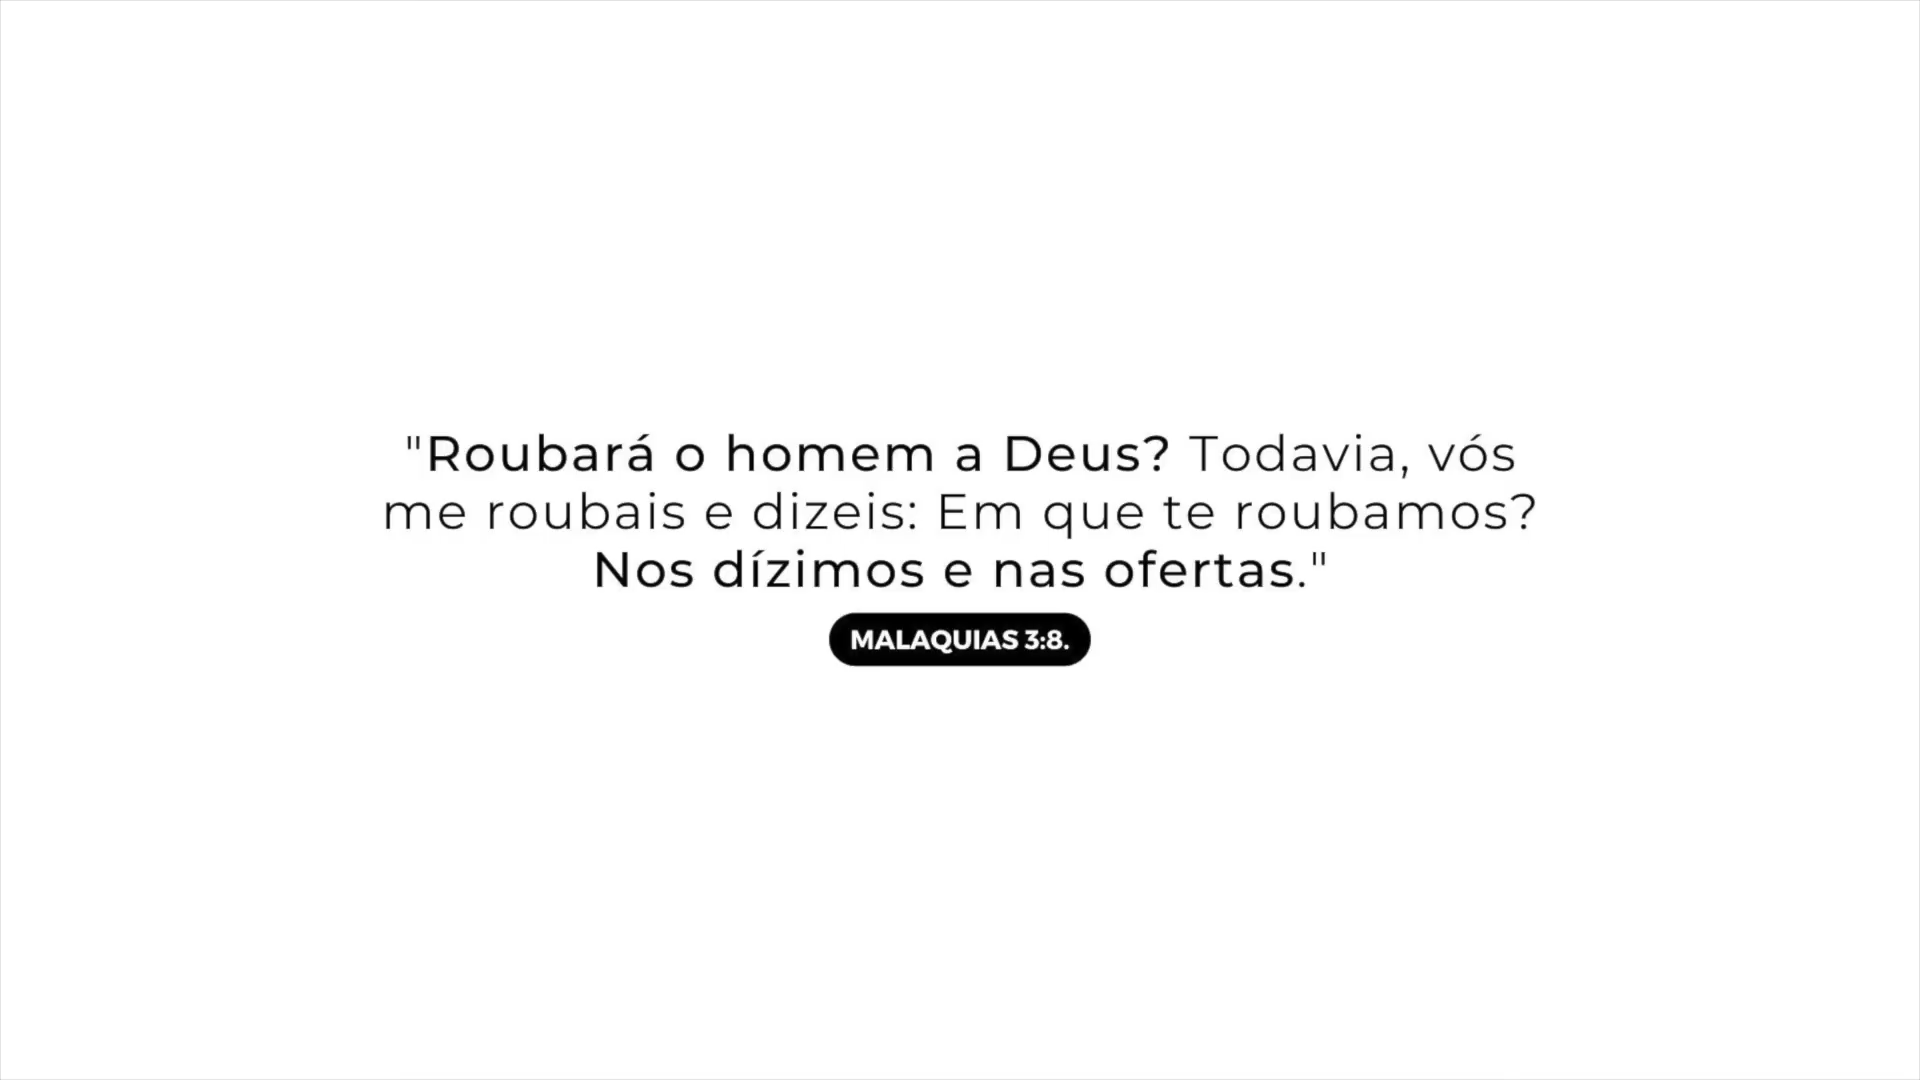 "Roubará o homem a Deus? Todavia, vós
me roubais e dizeis: Em que te roubamos?
Nos dízimos e nas ofertas."
MALAQUIAS 3:8.